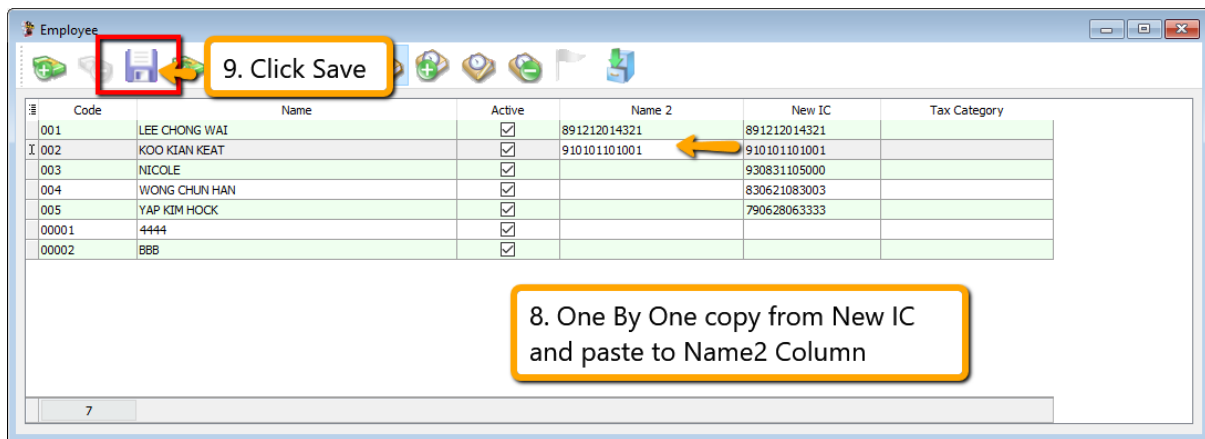 Employee
9. Click Save
Code Name Active Name 2 New IC Tax Category
001 LEE CHONG WAI 891212014321 891212014321
002 KOO KIAN KEAT 910101101001 910101101001
003 NICOLE 930831105000
004 WONG CHUN HAN 830621083003
005 YAP KIM HOCK 790628063333
00001 4444
00002 BBB
8. One By One copy from New IC
and paste to Name2 Column
7